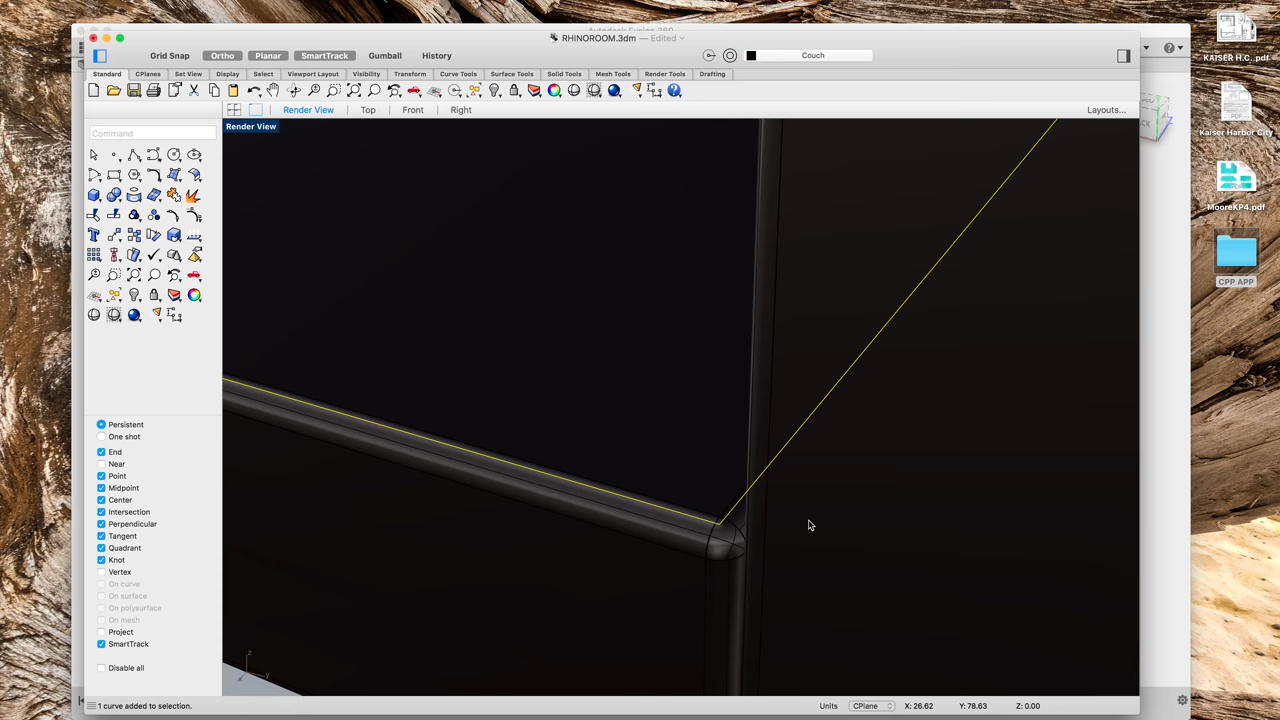 Autodesk Fusion 360
RHINOROOM.3dm — Edited
Grid Snap Ortho Planar SmartTrack Gumball History Couch
Standard CPlanes Set View Display Select Viewport Layout Visibility Transform Curve Tools Surface Tools Solid Tools Mesh Tools Render Tools Drafting
Render View Top Front Right Layouts...
Render View
Command
Persistent
One shot
End
Near
Point
Midpoint
Center
Intersection
Perpendicular
Tangent
Quadrant
Knot
Vertex
On curve
On surface
On polysurface
On mesh
Project
SmartTrack
Disable all
z
y
1 curve added to selection. Units CPlane X: 26.62 Y: 78.63 Z: 0.00
Z
KAISER H.C. .pdf
Kaiser Harbor City
MooreKP4.pdf
CPP APP